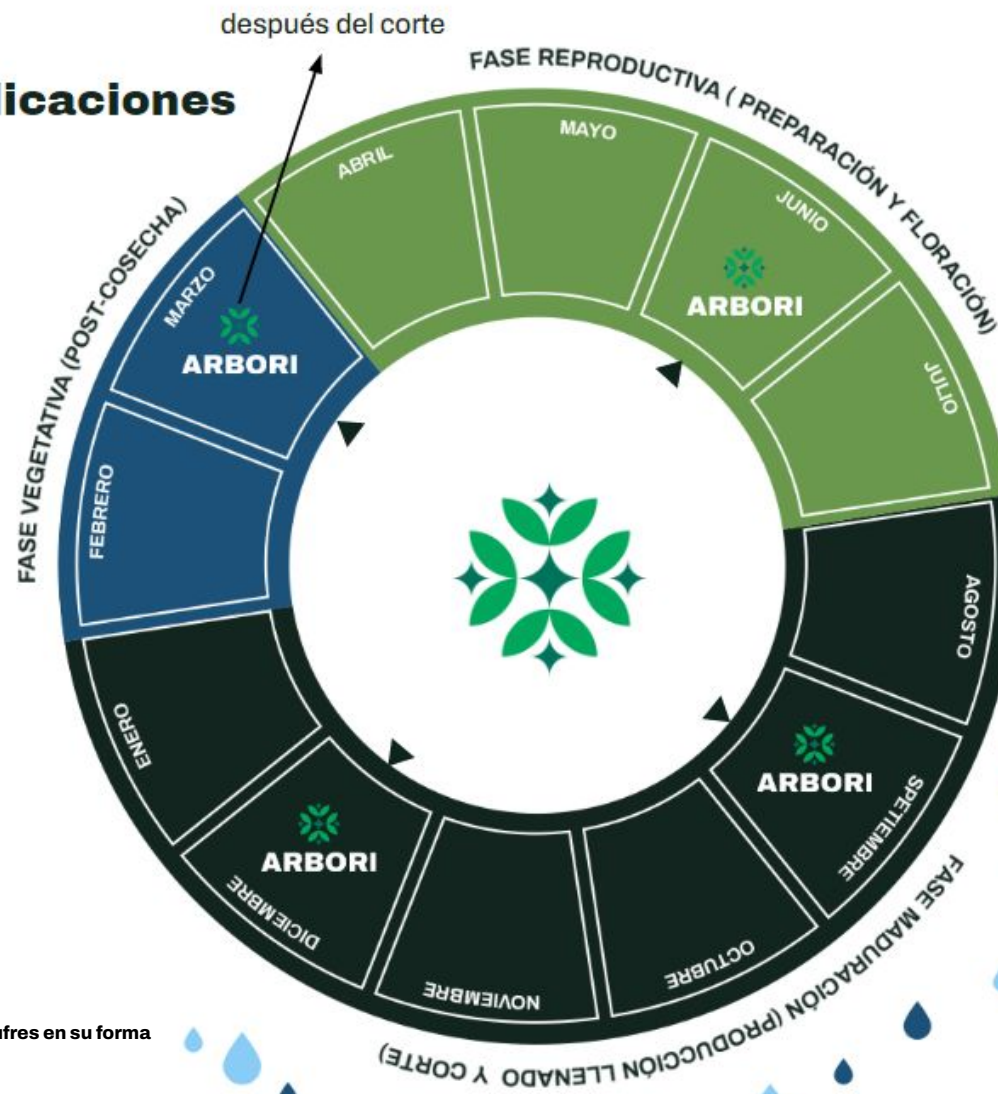 después del corte
licaciones
FASE REPRODUCTIVA ( PREPARACIÓN Y FLORACIÓN)
ABRIL
MAYO
JUNIO
ARBORI
JULIO
FASE VEGETATIVA (POST-COSECHA)
MARZO
ARBORI
FEBRERO
AGOSTO
SPETIEMBRE
ARBORI
ENERO
DICIEMBRE
ARBORI
NOVIEMBRE
OCTUBRE
FASE MADURACIÓN (PRODUCCIÓN LLENADO Y CORTE)
ufres en su forma